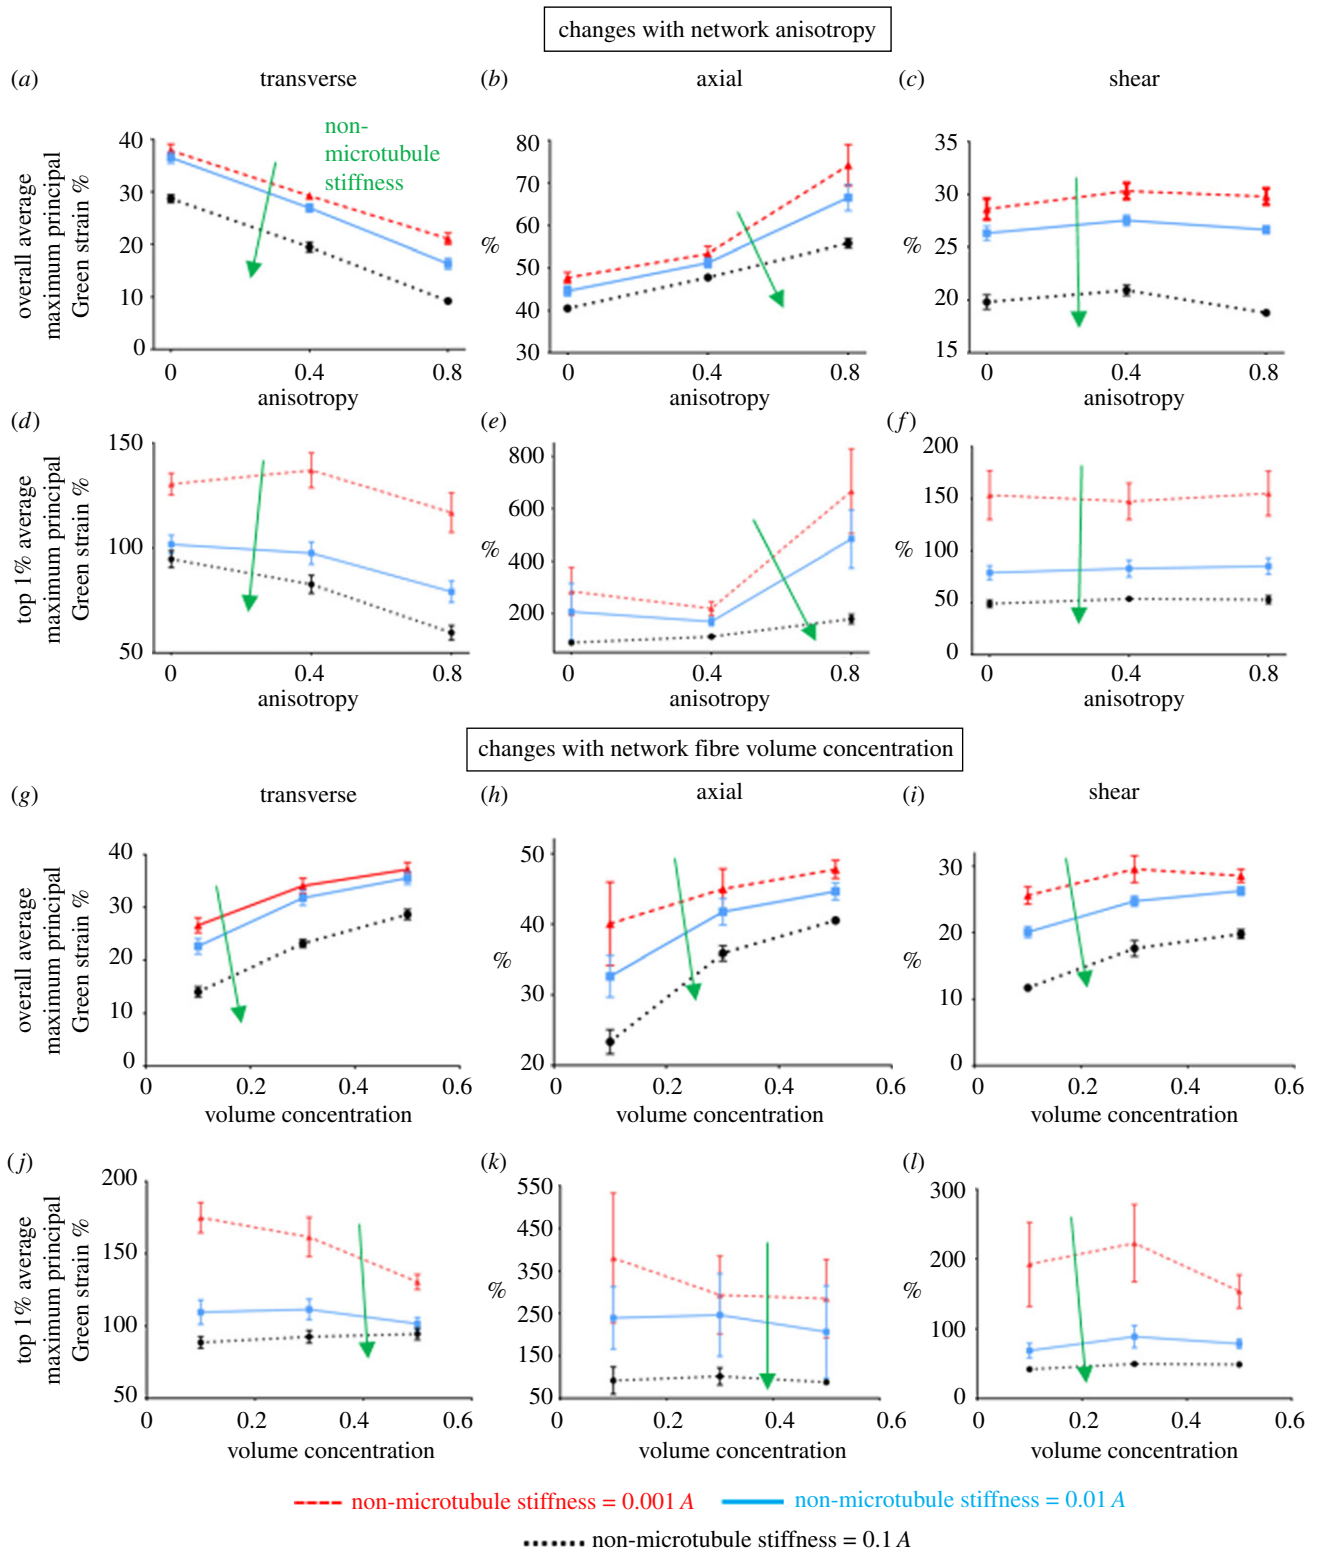 changes with network anisotropy
(a) transverse (b) axial (c) shear
overall average
maximum principal
Green strain %
40
30
20
10
0
0 0.4 0.8
anisotropy
non-
microtubule
stiffness
%
80
70
60
50
40
30
0 0.4 0.8
anisotropy
%
35
30
25
20
15
0 0.4 0.8
anisotropy
(d) (e) (f)
top 1% average
maximum principal
Green strain %
150
100
50
0 0.4 0.8
anisotropy
%
800
600
400
200
0 0.4 0.8
anisotropy
%
200
150
100
50
0
0 0.4 0.8
anisotropy
changes with network fibre volume concentration
(g) transverse (h) axial (i) shear
overall average
maximum principal
Green strain %
40
30
20
10
0
0 0.2 0.4 0.6
volume concentration
%
50
40
30
20
0 0.2 0.4 0.6
volume concentration
%
30
20
10
0
0 0.2 0.4 0.6
volume concentration
(j) (k) (l)
top 1% average
maximum principal
Green strain %
200
150
100
50
0 0.2 0.4 0.6
volume concentration
%
550
450
350
250
150
50
0 0.2 0.4 0.6
volume concentration
%
300
200
100
0
0 0.2 0.4 0.6
volume concentration
non-microtubule stiffness = 0.001 A non-microtubule stiffness = 0.01 A
non-microtubule stiffness = 0.1 A